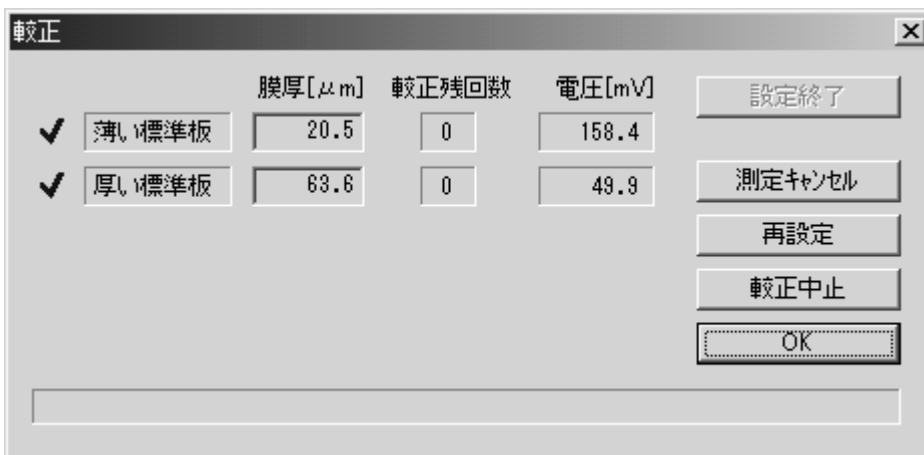 較正
膜厚[μm] 較正残回数 電圧[mV] 設定終了
薄い標準板 20.5 0 158.4
厚い標準板 63.6 0 49.9 測定キャンセル
再設定
較正中止
OK